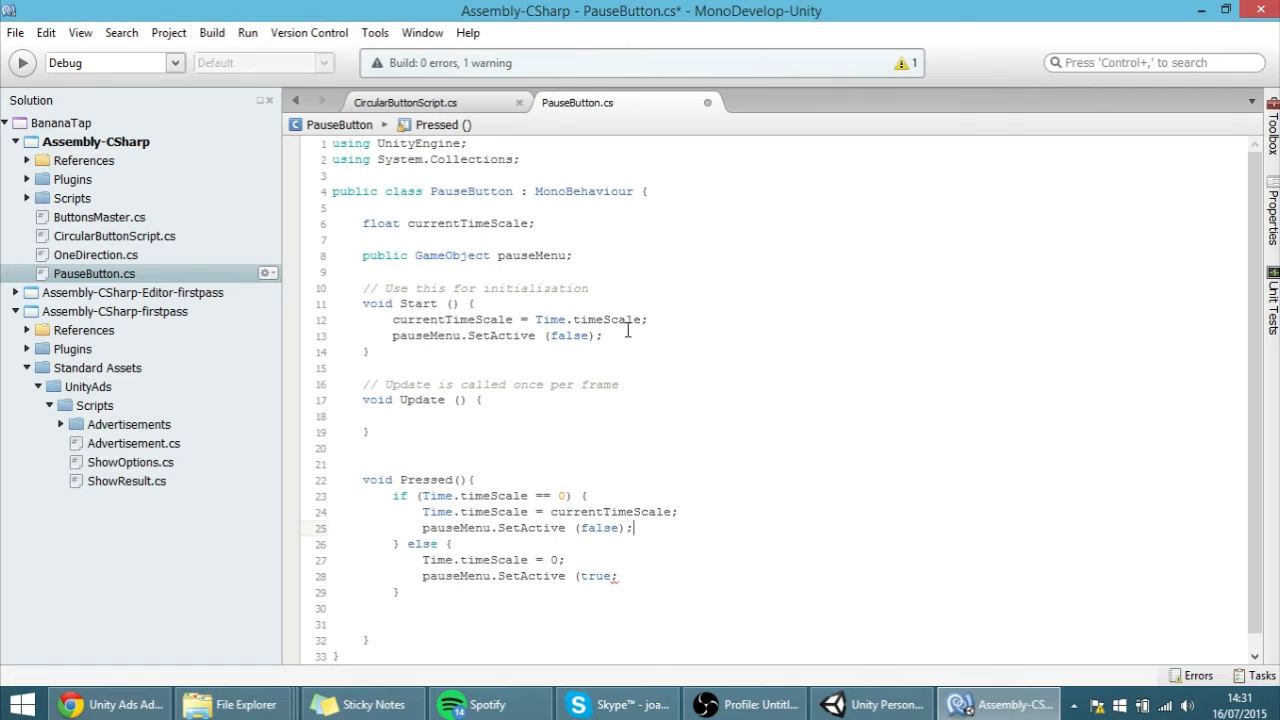 Assembly-CSharp - PauseButton.cs* - MonoDevelop-Unity
File Edit View Search Project Build Run Version Control Tools Window Help
Debug Default Build: 0 errors, 1 warning 1 Press 'Control+,' to search
Solution
CircularButtonScript.cs PauseButton.cs
PauseButton Pressed ()
BananaTap
Assembly-CSharp
References
Plugins
Scripts
ButtonsMaster.cs
CircularButtonScript.cs
OneDirection.cs
PauseButton.cs
Assembly-CSharp-Editor-firstpass
Assembly-CSharp-firstpass
References
Plugins
Standard Assets
UnityAds
Scripts
Advertisements
Advertisement.cs
ShowOptions.cs
ShowResult.cs
1 using UnityEngine;
2 using System.Collections;
3
4 public class PauseButton : MonoBehaviour {
5
6 float currentTimeScale;
7
8 public GameObject pauseMenu;
9
10 // Use this for initialization
11 void Start () {
12 currentTimeScale = Time.timeScale;
13 pauseMenu.SetActive (false);
14 }
15
16 // Update is called once per frame
17 void Update () {
18
19 }
20
21
22 void Pressed(){
23 if (Time.timeScale == 0) {
24 Time.timeScale = currentTimeScale;
25 pauseMenu.SetActive (false);
26 } else {
27 Time.timeScale = 0;
28 pauseMenu.SetActive (true;
29 }
30
31
32 }
33 }
Toolbox
Properties
Unit Tests
Errors Tasks
Unity Ads Ad... File Explorer Sticky Notes 14 Spotify Skype™ - joa... Profile: Untitl... Unity Person... Assembly-CS...
14:31
16/07/2015